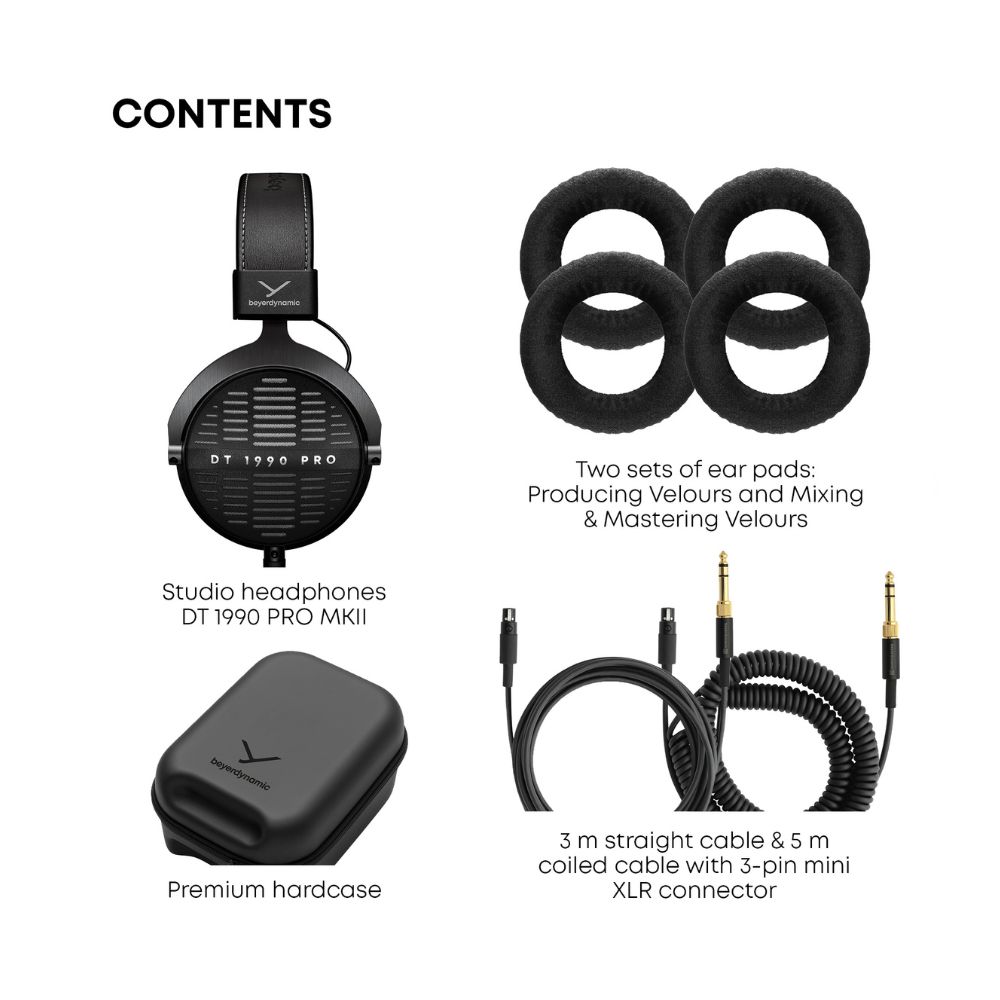 CONTENTS
beyerdynamic
DT 1990 PRO
Studio headphones
DT 1990 PRO MKII
Two sets of ear pads:
Producing Velours and Mixing
& Mastering Velours
beyerdynamic
Premium hardcase
3 m straight cable & 5 m
coiled cable with 3-pin mini
XLR connector